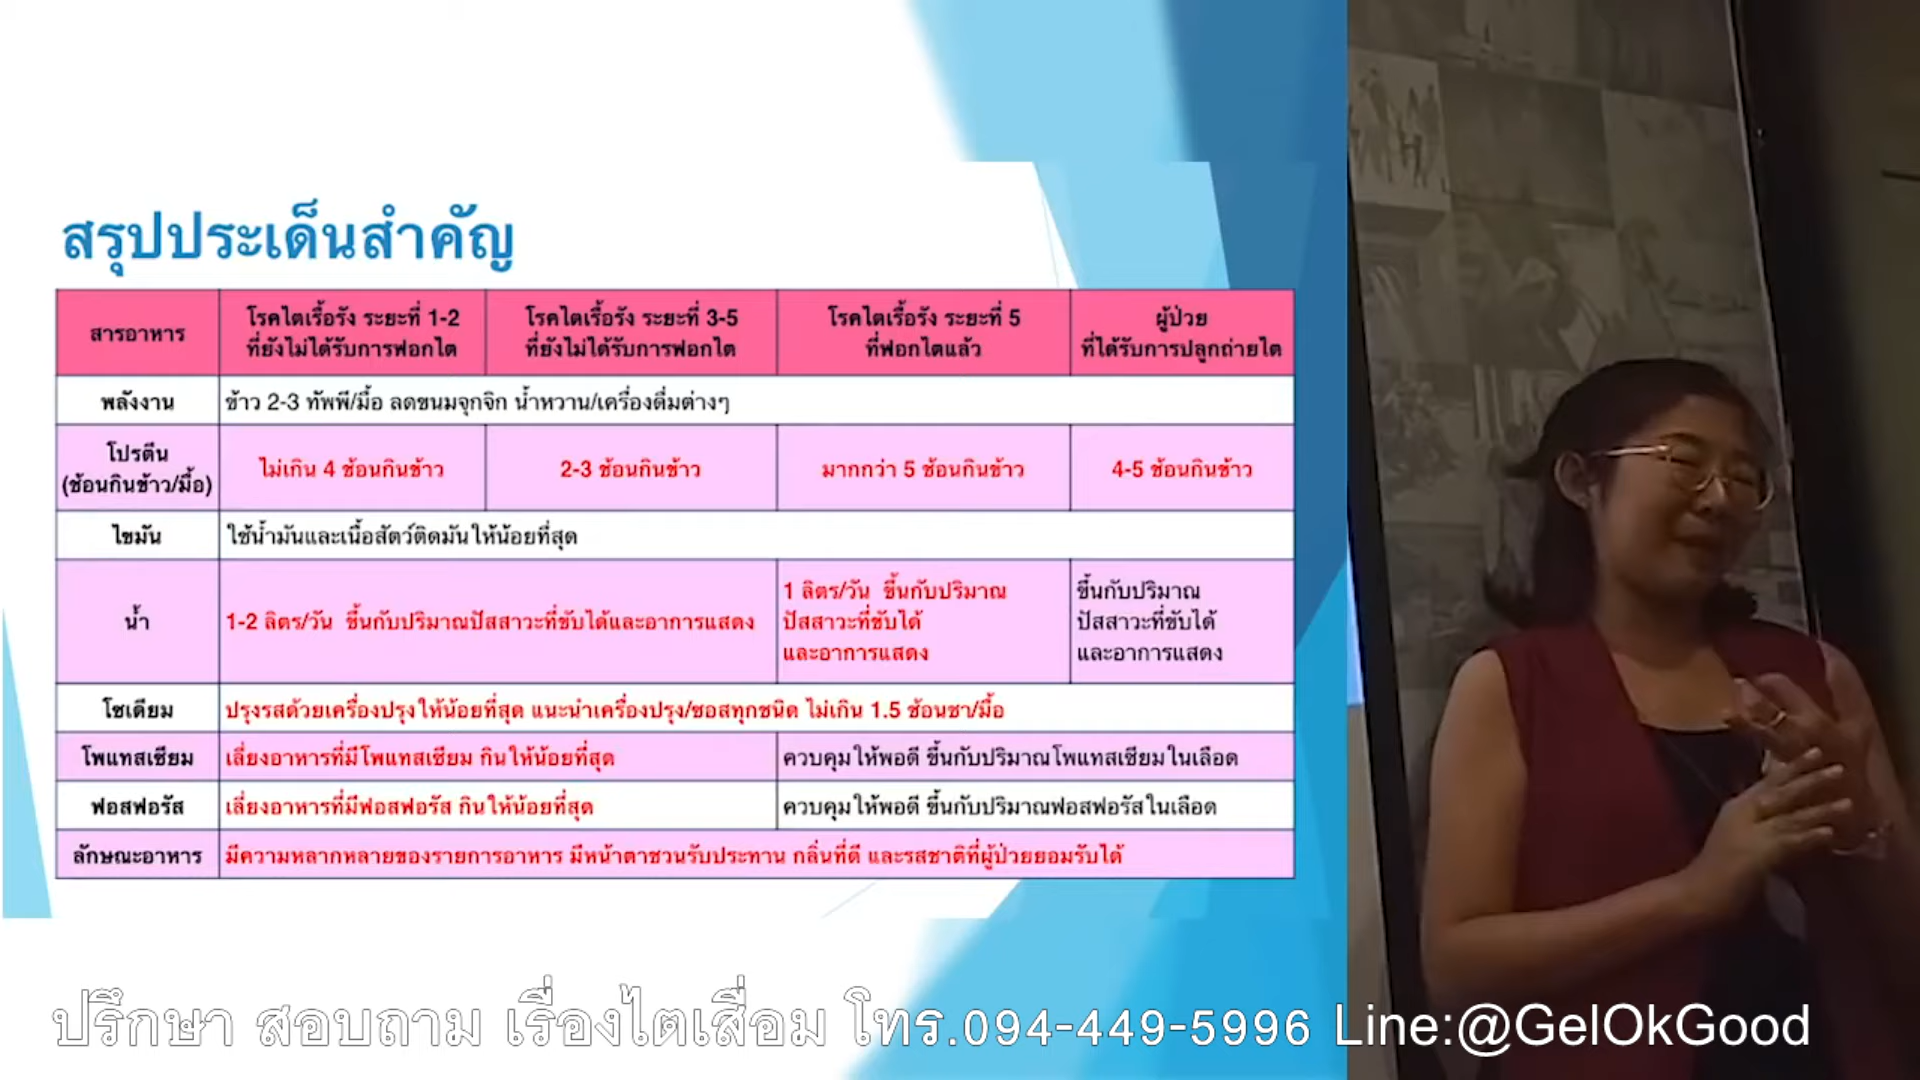 สรุปประเด็นสำคัญ
สารอาหาร
โรคไตเรื้อรัง ระยะที่ 1-2
ที่ยังไม่ได้รับการฟอกไต
โรคไตเรื้อรัง ระยะที่ 3-5
ที่ยังไม่ได้รับการฟอกไต
โรคไตเรื้อรัง ระยะที่ 5
ที่ฟอกไตแล้ว
ผู้ป่วย
ที่ได้รับการปลูกถ่ายไต
พลังงาน
ข้าว 2-3 ทัพพี/มื้อ ลดขนมจุกจิก น้ำหวาน/เครื่องดื่มต่างๆ
โปรตีน
(ช้อนกินข้าว/มื้อ)
ไม่เกิน 4 ช้อนกินข้าว
2-3 ช้อนกินข้าว
มากกว่า 5 ช้อนกินข้าว
4-5 ช้อนกินข้าว
ไขมัน
ใช้น้ำมันและเนื้อสัตว์ติดมันให้น้อยที่สุด
น้ำ
1-2 ลิตร/วัน ขึ้นกับปริมาณปัสสาวะที่ขับได้และอาการแสดง
1 ลิตร/วัน ขึ้นกับปริมาณ
ปัสสาวะที่ขับได้
และอาการแสดง
ขึ้นกับปริมาณ
ปัสสาวะที่ขับได้
และอาการแสดง
โซเดียม
ปรุงรสด้วยเครื่องปรุงให้น้อยที่สุด แนะนำเครื่องปรุง/ซอสทุกชนิด ไม่เกิน 1.5 ช้อนชา/มื้อ
โพแทสเซียม
เลี่ยงอาหารที่มีโพแทสเซียม กินให้น้อยที่สุด
ควบคุมให้พอดี ขึ้นกับปริมาณโพแทสเซียมในเลือด
ฟอสฟอรัส
เลี่ยงอาหารที่มีฟอสฟอรัส กินให้น้อยที่สุด
ควบคุมให้พอดี ขึ้นกับปริมาณฟอสฟอรัสในเลือด
ลักษณะอาหาร
มีความหลากหลายของรายการอาหาร มีหน้าตาชวนรับประทาน กลิ่นที่ดี และรสชาติที่ผู้ป่วยยอมรับได้
ปรึกษา สอบถาม เรื่องไตเสื่อม โทร.094-449-5996 Line:@GelOkGood